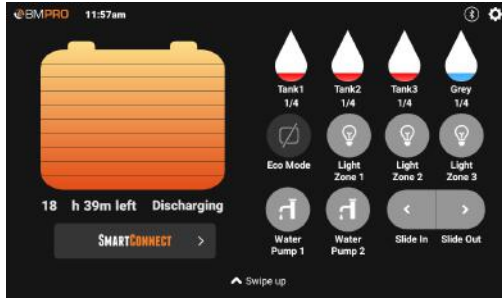 BMPRO 11:57am
Tank1 Tank2 Tank3 Grey
1/4 1/4 1/4 1/4
Eco Mode Light Zone 1 Light Zone 2 Light Zone 3
18 h 39m left Discharging
SMARTCONNECT >
Water Pump 1 Water Pump 2 Slide In Slide Out
Swipe up